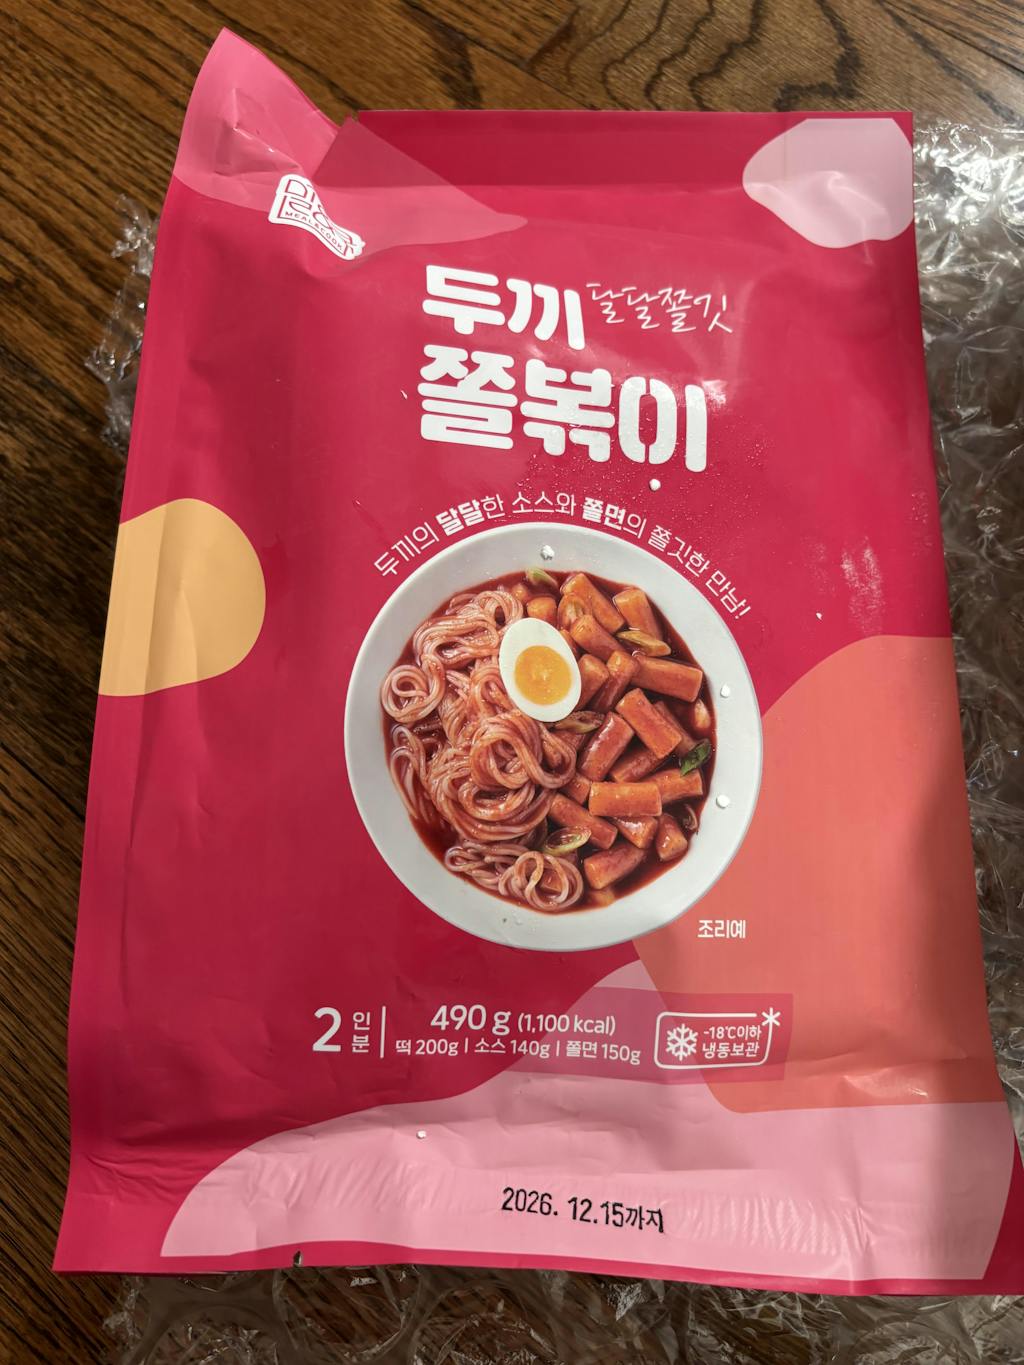 MEAL&COOK
두끼 달달쫄깃
쫄볶이
두끼의 달달한 소스와 쫄면의 쫄깃한 만남!
조리예
2인분 490 g (1,100 kcal)
떡 200g | 소스 140g | 쫄면 150g
-18℃이하
냉동보관
2026. 12.15까지